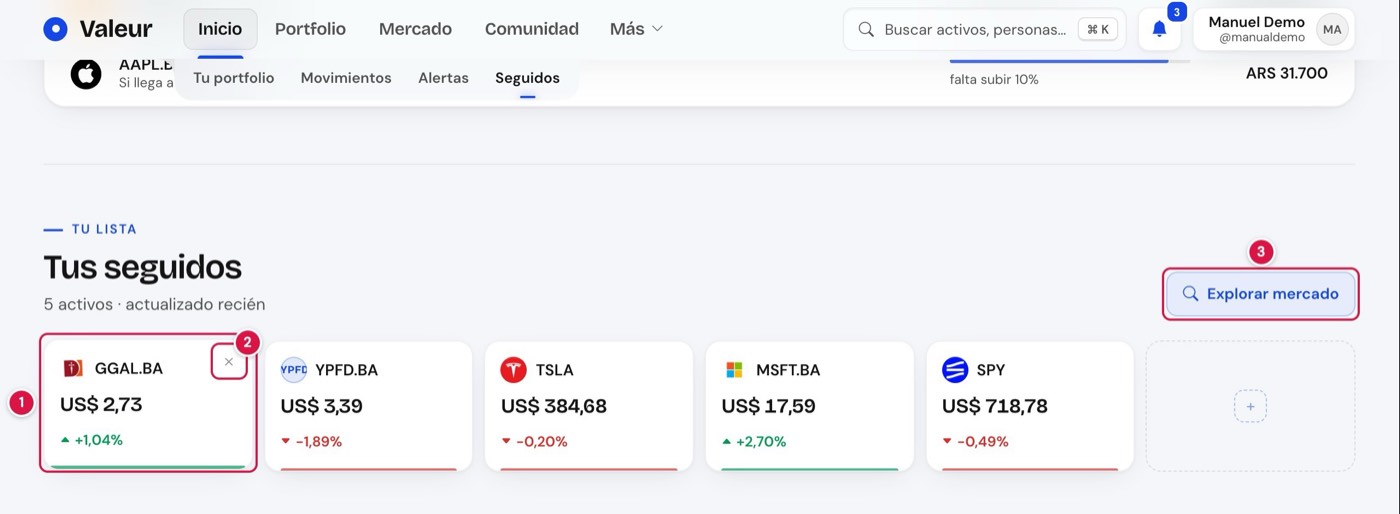 Valeur
Inicio
Portfolio
Mercado
Comunidad
Más
Buscar activos, personas...
⌘ K
3
Manuel Demo
@manualdemo
MA
Si llega a
Tu portfolio
Movimientos
Alertas
Seguidos
falta subir 10%
ARS 31.700
TU LISTA
Tus seguidos
5 activos · actualizado recién
3
Explorar mercado
1
2
GGAL.BA
×
US$ 2,73
+1,04%
YPFD
YPFD.BA
US$ 3,39
-1,89%
TSLA
US$ 384,68
-0,20%
MSFT.BA
US$ 17,59
+2,70%
SPY
US$ 718,78
-0,49%
+